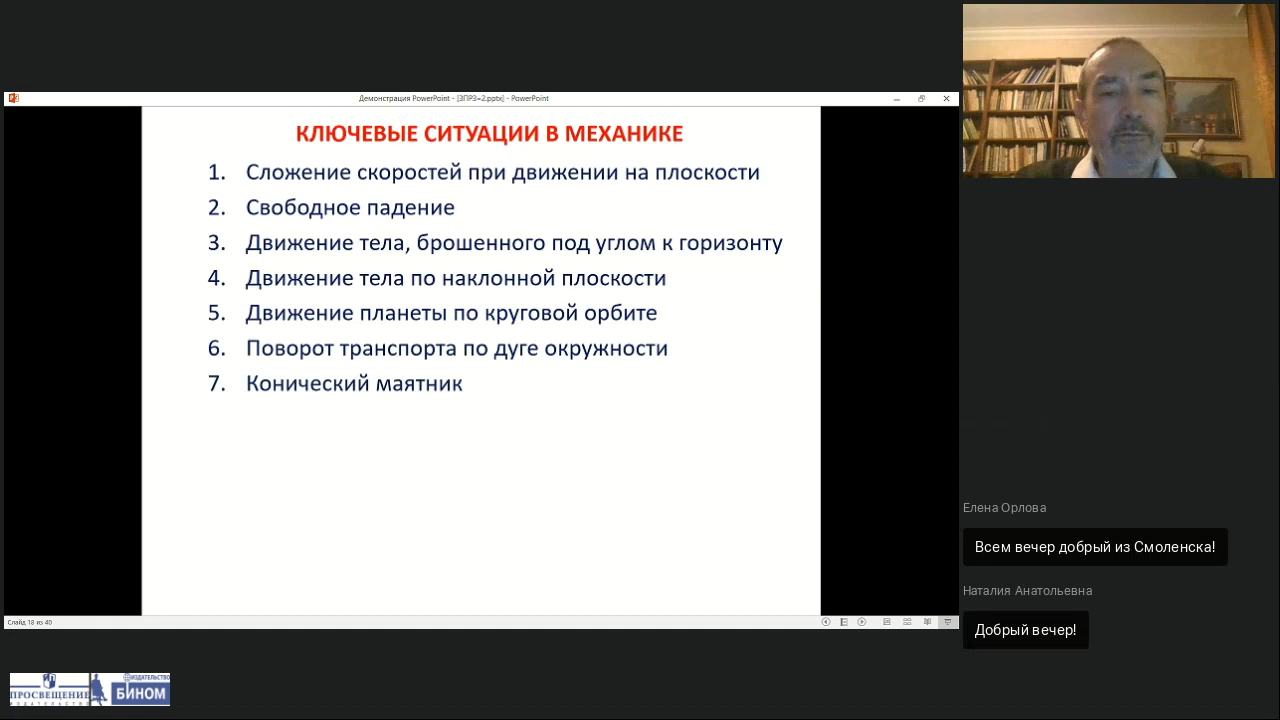 Демонстрация PowerPoint - [ЗПРЗ=2.pptx] - PowerPoint
КЛЮЧЕВЫЕ СИТУАЦИИ В МЕХАНИКЕ
1. Сложение скоростей при движении на плоскости
2. Свободное падение
3. Движение тела, брошенного под углом к горизонту
4. Движение тела по наклонной плоскости
5. Движение планеты по круговой орбите
6. Поворот транспорта по дуге окружности
7. Конический маятник
Слайд 18 из 40
Елена Орлова
Всем вечер добрый из Смоленска!
Наталия Анатольевна
Добрый вечер!
ПРОСВЕЩЕНИЕ
ИЗДАТЕЛЬСТВО
ИЗДАТЕЛЬСТВО
БИНОМ